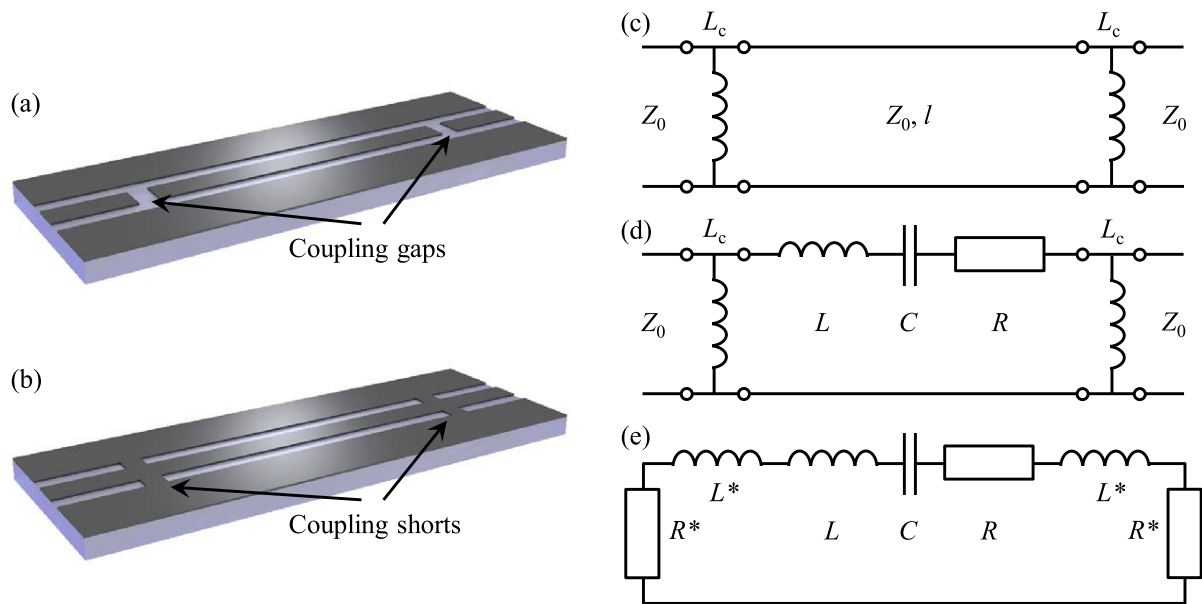 (a)
Coupling gaps
(b)
Coupling shorts
(c)
Lc Lc
Z0 Z0, l Z0
(d)
Lc Lc
Z0 L C R Z0
(e)
L* L*
R* L C R R*